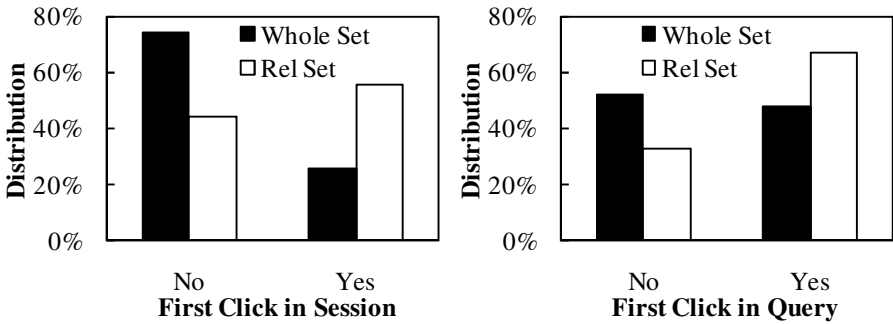 80%
60%
40%
20%
0%
Distribution
Whole Set
Rel Set
No Yes
First Click in Session
80%
60%
40%
20%
0%
Distribution
Whole Set
Rel Set
No Yes
First Click in Query